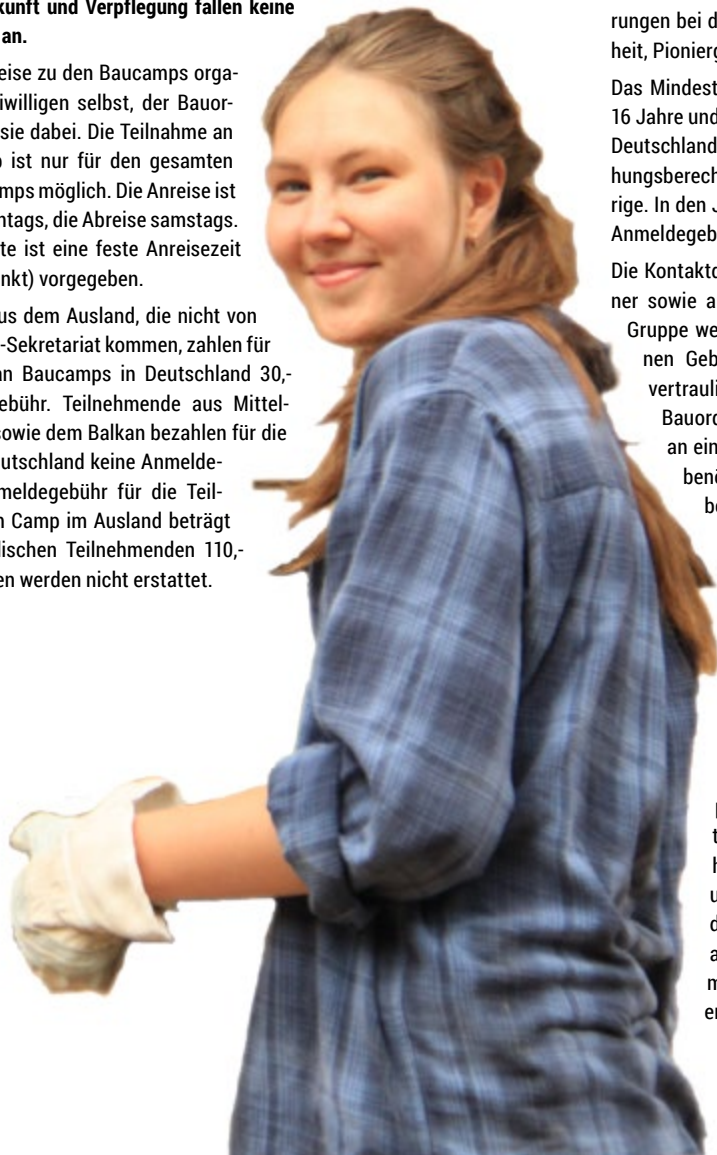 kunft und Verpflegung fallen keine
an.
eise zu den Baucamps orga-
iwilligen selbst, der Bauor-
sie dabei. Die Teilnahme an
ist nur für den gesamten
mps möglich. Die Anreise ist
ntags, die Abreise samstags.
te ist eine feste Anreisezeit
nkt) vorgegeben.
us dem Ausland, die nicht von
-Sekretariat kommen, zahlen für
an Baucamps in Deutschland 30,-
ebühr. Teilnehmende aus Mittel-
sowie dem Balkan bezahlen für die
utschland keine Anmelde-
meldegebühr für die Teil-
n Camp im Ausland beträgt
lischen Teilnehmenden 110,-
en werden nicht erstattet.
rungen bei d
heit, Pionierg
Das Mindest
16 Jahre und
Deutschland
hungsberech
rige. In den J
Anmeldegeb
Die Kontaktd
ner sowie a
Gruppe we
nen Geb
vertrauli
Bauord
an ein
benö
be
t
h
u
d
a
m
er